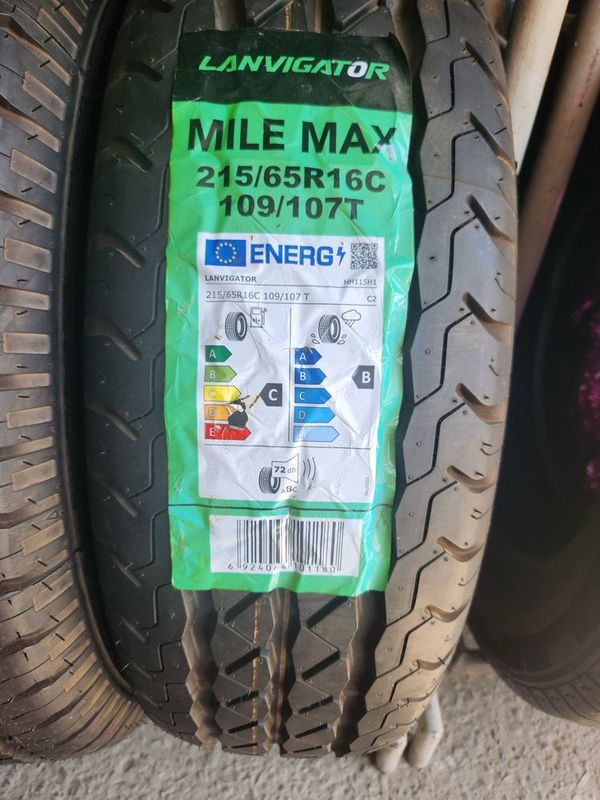 LANVIGATOR
MILE MAX
215/65R16C
109/107T
ENERG
LANVIGATOR HH115H1
215/65R16C 109/107 T C2
A A
B B B
C C C
D D
E
72 dB
6 924064 101180